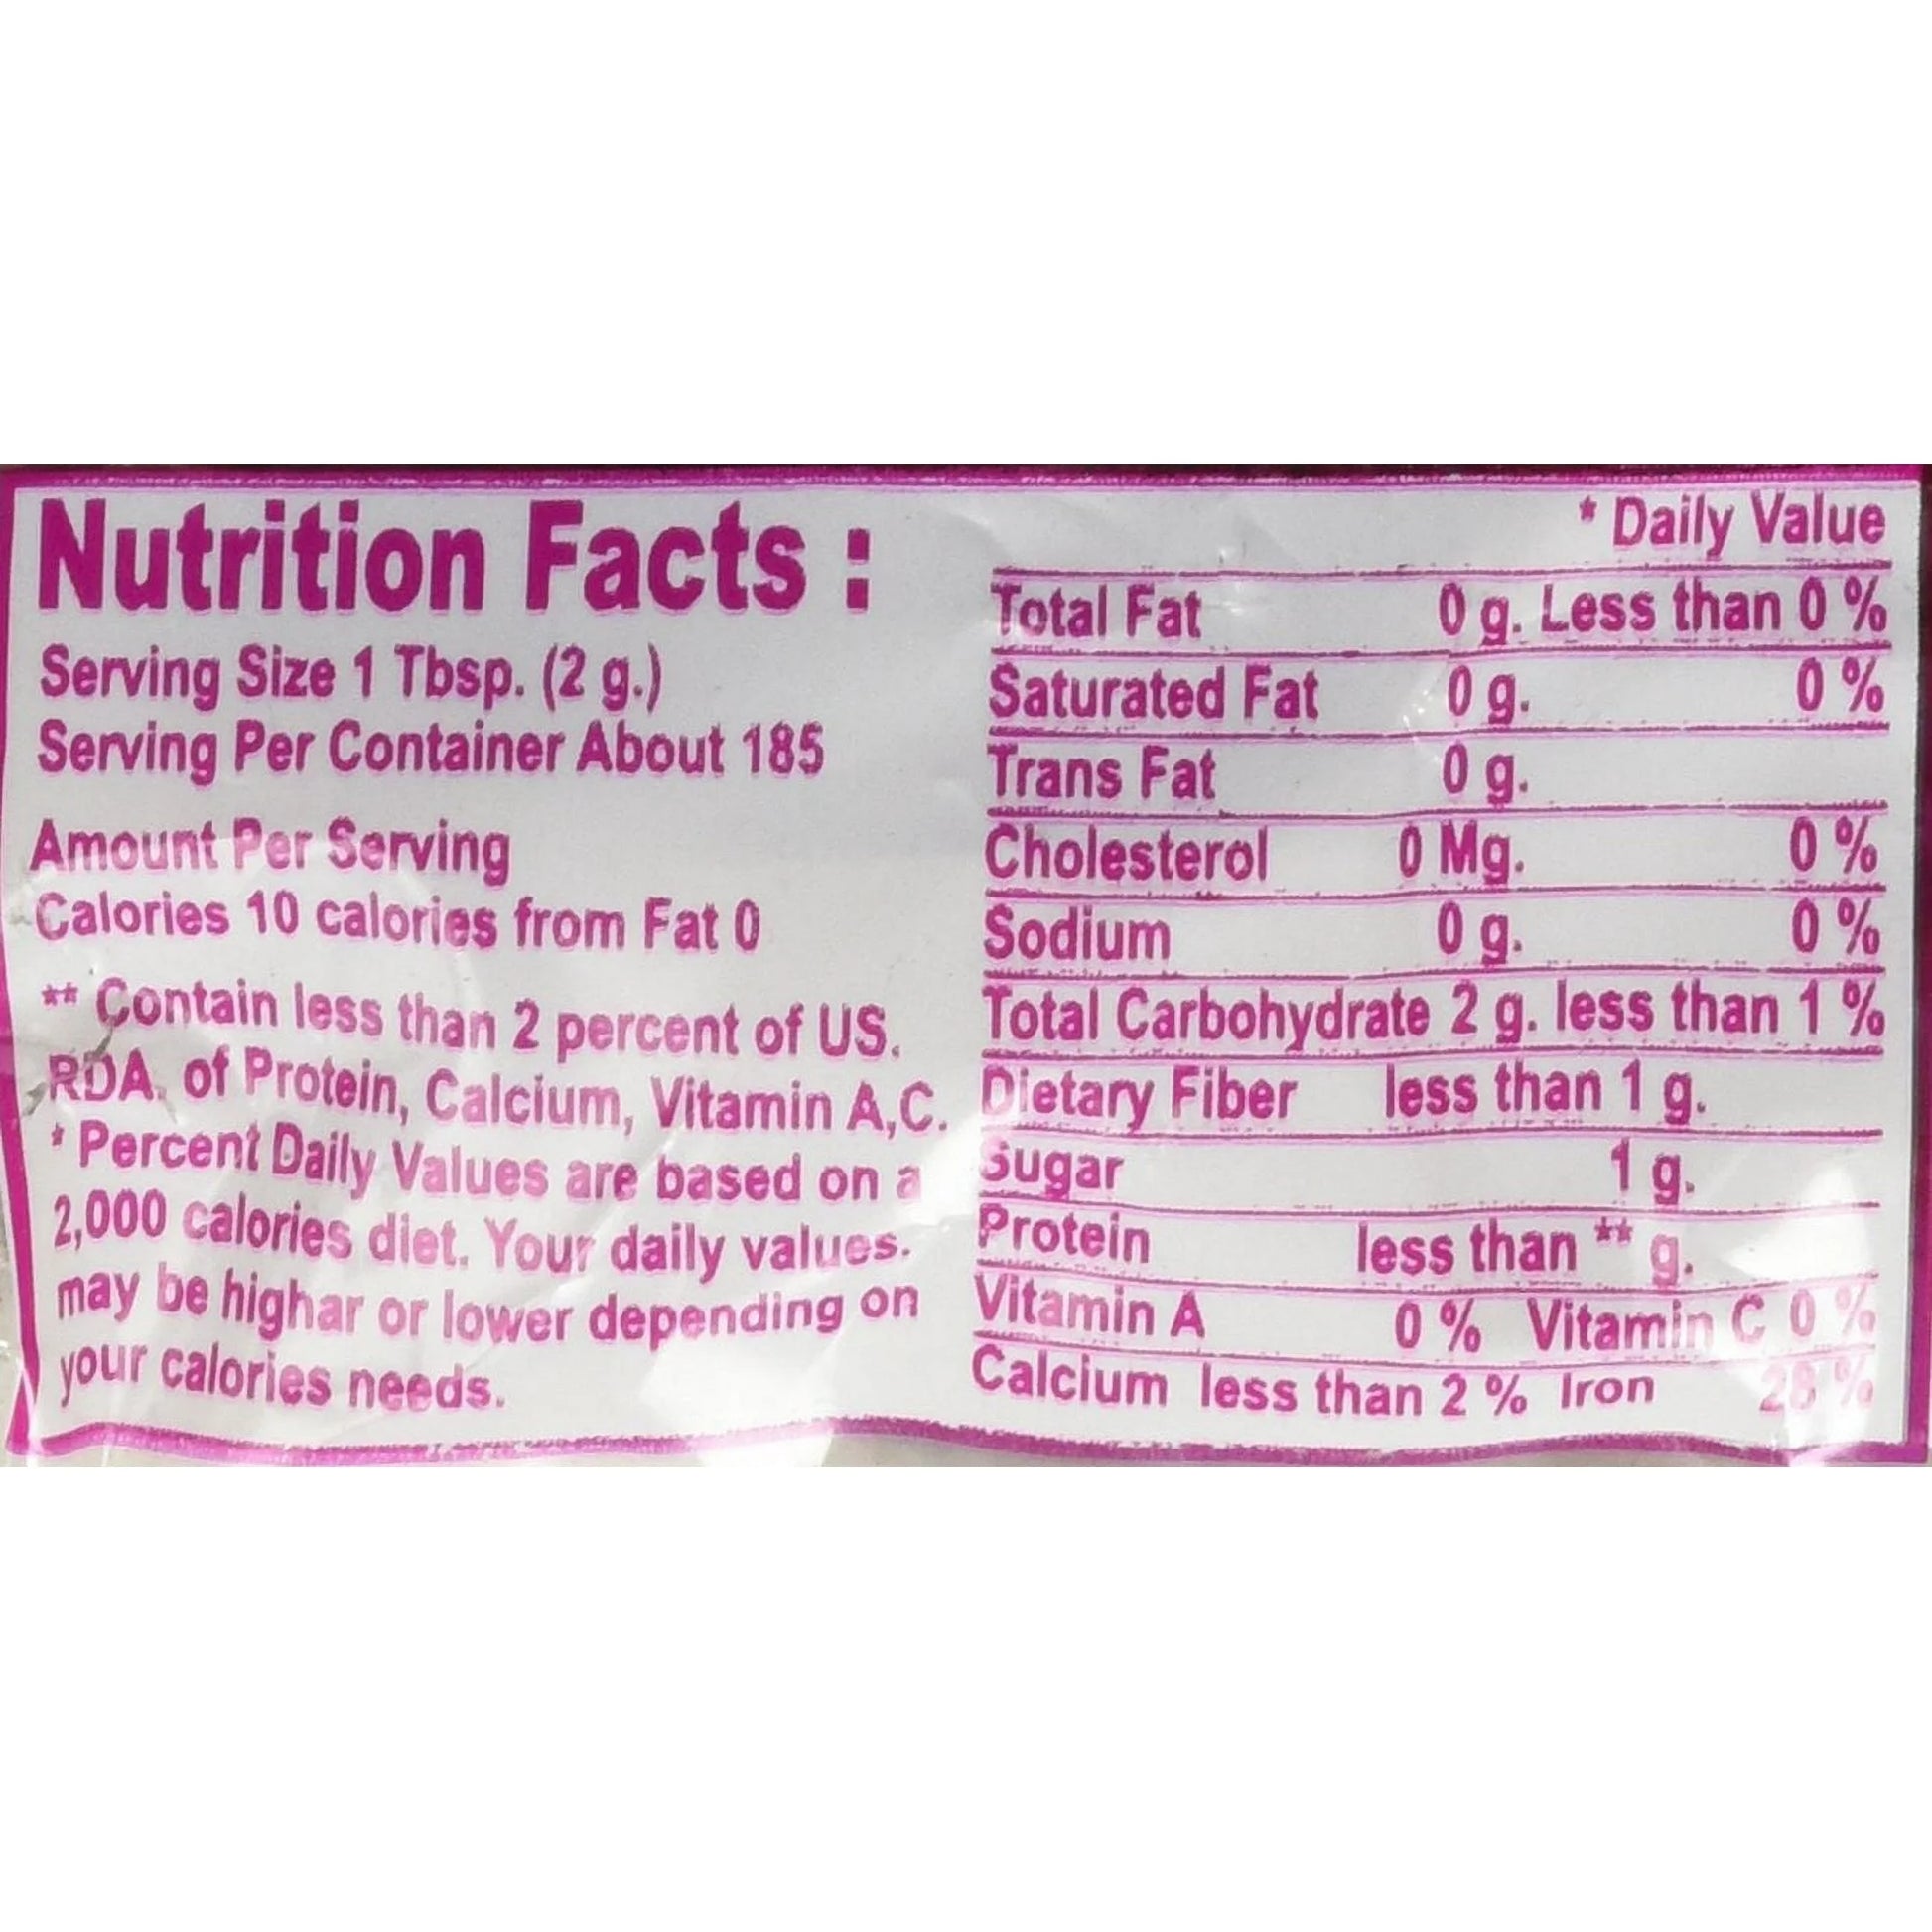 Nutrition Facts :
Serving Size 1 Tbsp. (2 g.)
Serving Per Container About 185
Amount Per Serving
Calories 10 calories from Fat 0
** Contain less than 2 percent of US.
RDA. of Protein, Calcium, Vitamin A,C.
* Percent Daily Values are based on a
2,000 calories diet. Your daily values.
may be highar or lower depending on
your calories needs.
* Daily Value
Total Fat 0 g. Less than 0 %
Saturated Fat 0 g. 0 %
Trans Fat 0 g.
Cholesterol 0 Mg. 0 %
Sodium 0 g. 0 %
Total Carbohydrate 2 g. less than 1 %
Dietary Fiber less than 1 g.
Sugar 1 g.
Protein less than ** g.
Vitamin A 0 % Vitamin C 0 %
Calcium less than 2 % Iron 28 %